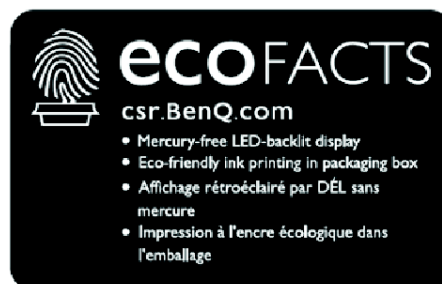 ecoFACTS
csr.BenQ.com
• Mercury-free LED-backlit display
• Eco-friendly ink printing in packaging box
• Affichage rétroéclairé par DÉL sans
mercure
• Impression à l'encre écologique dans
l'emballage